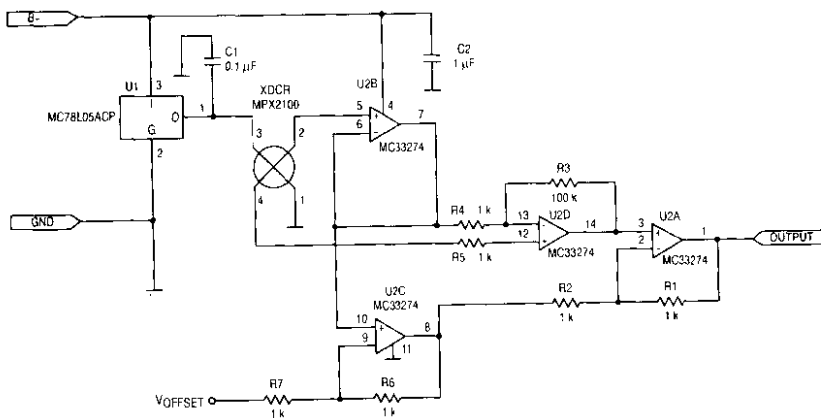 B-
C1
0.1 µF
C2
1 µF
U1
3
MC78L05ACP
I
O
1
G
2
XDCR
MPX2100
3
2
4
1
U2B
5
+
4
7
6
-
MC33274
GND
R3
100 k
R4
1 k
13
-
U2D
14
12
+
MC33274
R5
1 k
U2A
3
+
1
2
-
MC33274
OUTPUT
U2C
MC33274
10
+
8
9
-
11
R2
1 k
R1
1 k
VOFFSET
R7
1 k
R6
1 k